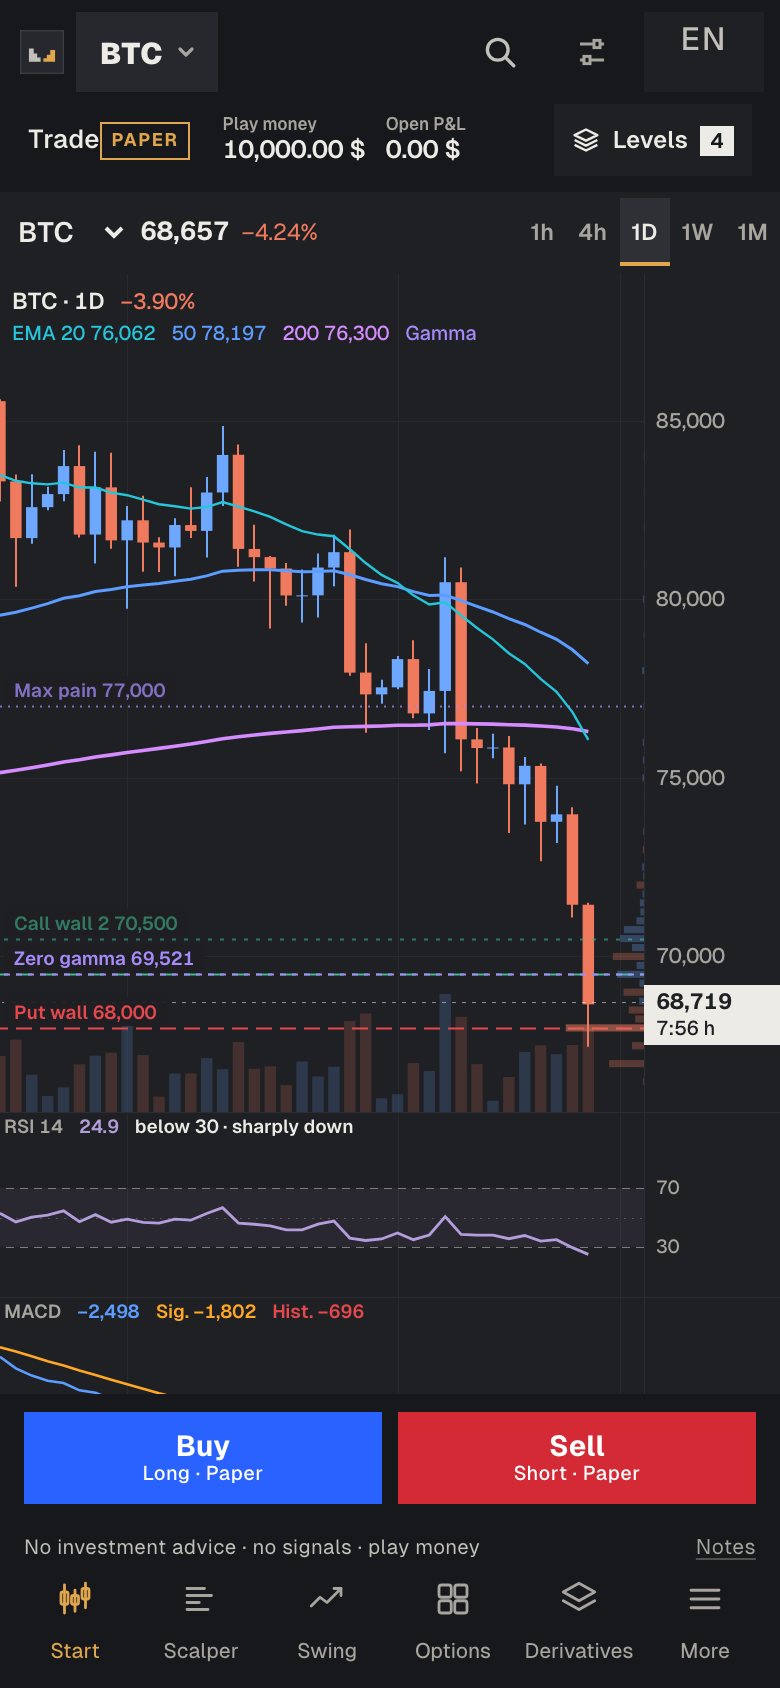 BTC
EN
Trade PAPER
Play money
10,000.00 $
Open P&L
0.00 $
Levels 4
BTC 68,657 −4.24%
1h 4h 1D 1W 1M
BTC · 1D −3.90%
EMA 20 76,062 50 78,197 200 76,300 Gamma
85,000
80,000
Max pain 77,000
75,000
Call wall 2 70,500
70,000
Zero gamma 69,521
68,719
7:56 h
Put wall 68,000
RSI 14 24.9 below 30 · sharply down
70
30
MACD −2,498 Sig. −1,802 Hist. −696
Buy
Long · Paper
Sell
Short · Paper
No investment advice · no signals · play money
Notes
Start
Scalper
Swing
Options
Derivatives
More